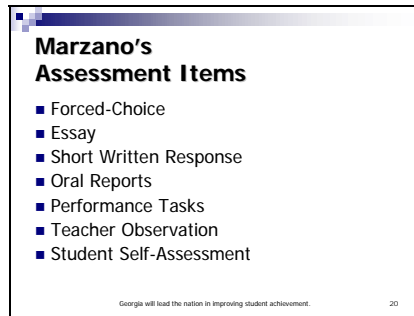 Marzano's
Assessment Items
■ Forced-Choice
■ Essay
■ Short Written Response
■ Oral Reports
■ Performance Tasks
■ Teacher Observation
■ Student Self-Assessment
Georgia will lead the nation in improving student achievement. 20